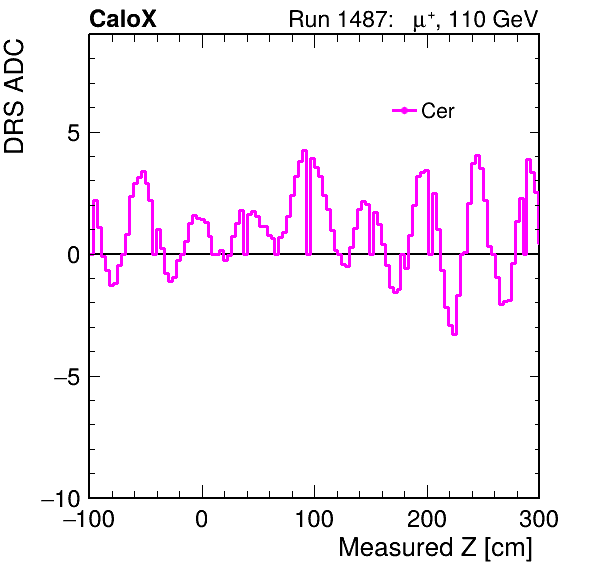 CaloX Run 1487: μ⁺, 110 GeV
DRS ADC
Cer
5
0
−5
−10
−100 0 100 200 300
Measured Z [cm]